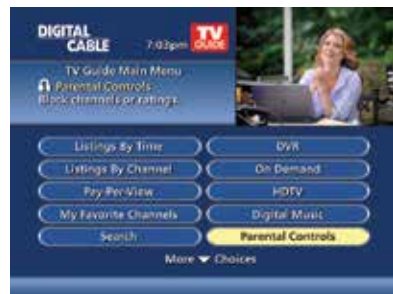 DIGITAL
CABLE 7:03pm TV
GUIDE
TV Guide Main Menu
Parental Controls
Block channels or ratings.
Listings By Time DVR
Listings By Channel On Demand
Pay-Per-View HDTV
My Favorite Channels Digital Music
Search Parental Controls
More Choices